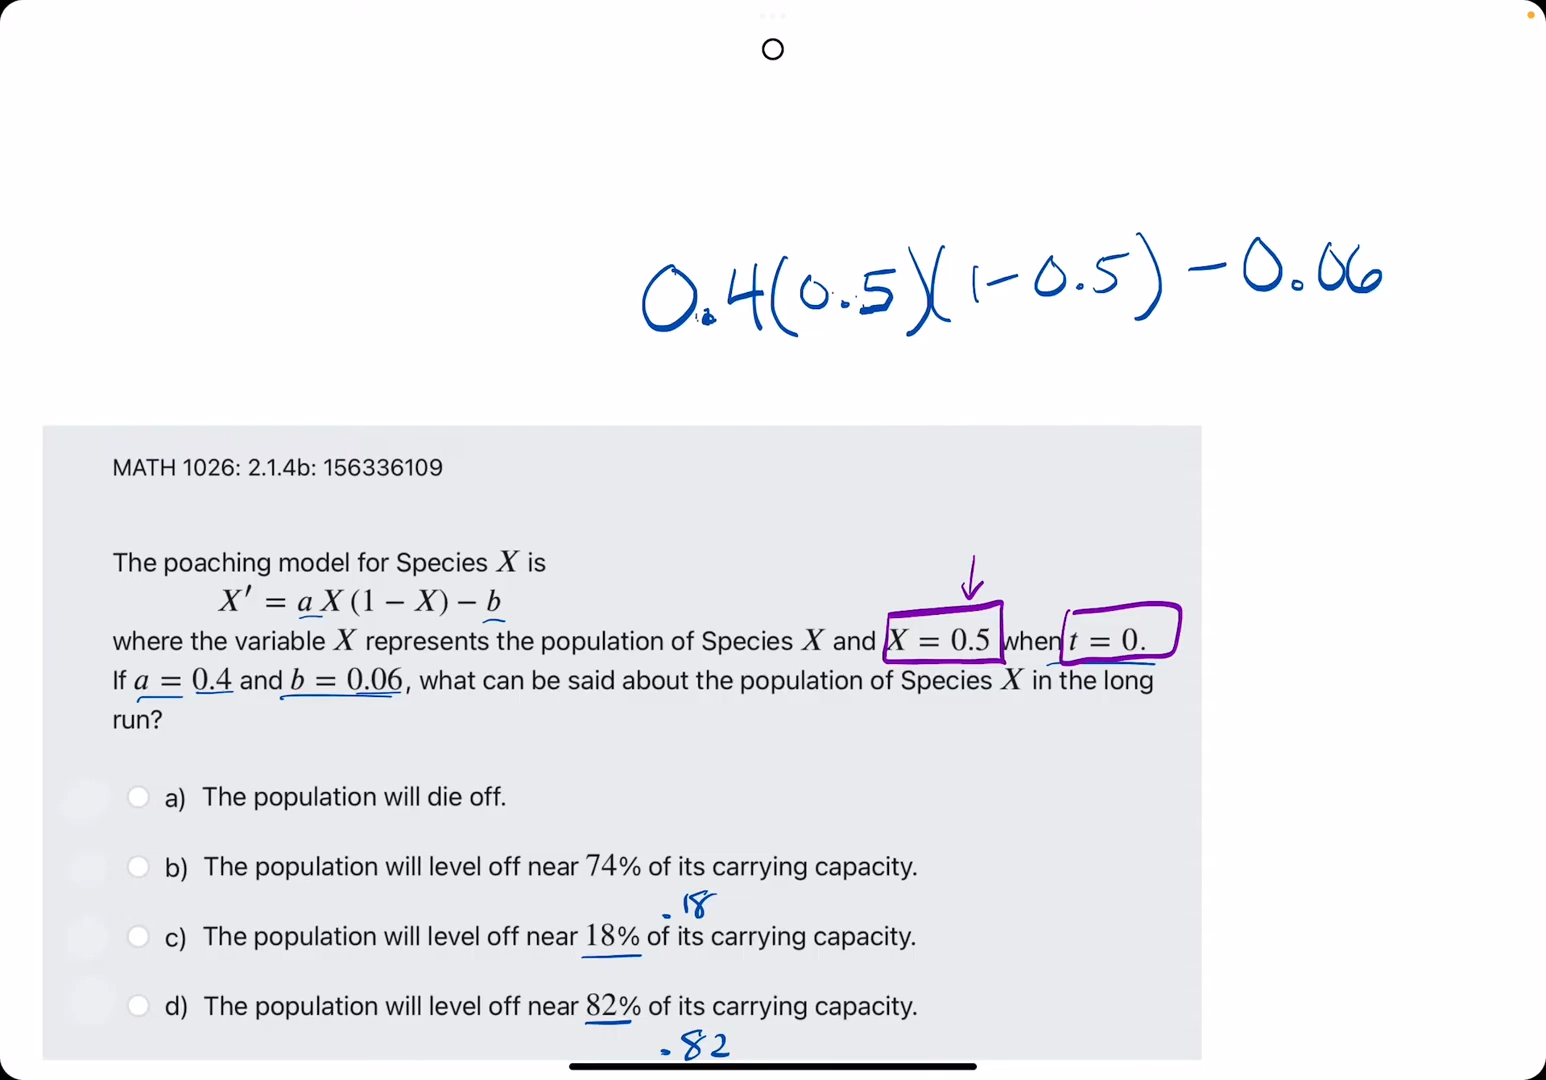 0.4(0.5)(1-0.5) - 0.06
MATH 1026: 2.1.4b: 156336109
The poaching model for Species X is
X′ = a X (1 − X) − b
where the variable X represents the population of Species X and X = 0.5 when t = 0.
If a = 0.4 and b = 0.06, what can be said about the population of Species X in the long
run?
a) The population will die off.
b) The population will level off near 74% of its carrying capacity.
.18
c) The population will level off near 18% of its carrying capacity.
d) The population will level off near 82% of its carrying capacity.
.82